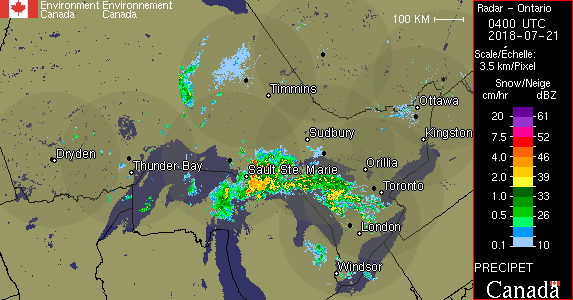 Environment Environnement
Canada Canada
100 KM
Timmins
Ottawa
Sudbury
Kingston
Dryden
Thunder Bay
Sault Ste. Marie
Orillia
Toronto
London
Windsor
Radar - Ontario
0400 UTC
2018-07-21
Scale/Échelle:
3.5 km/Pixel
Snow/Neige
cm/hr dBZ
20 61
7.5 52
4.0 46
2.0 39
1.0 33
0.5 26
0.1 10
PRECIPET
Canada